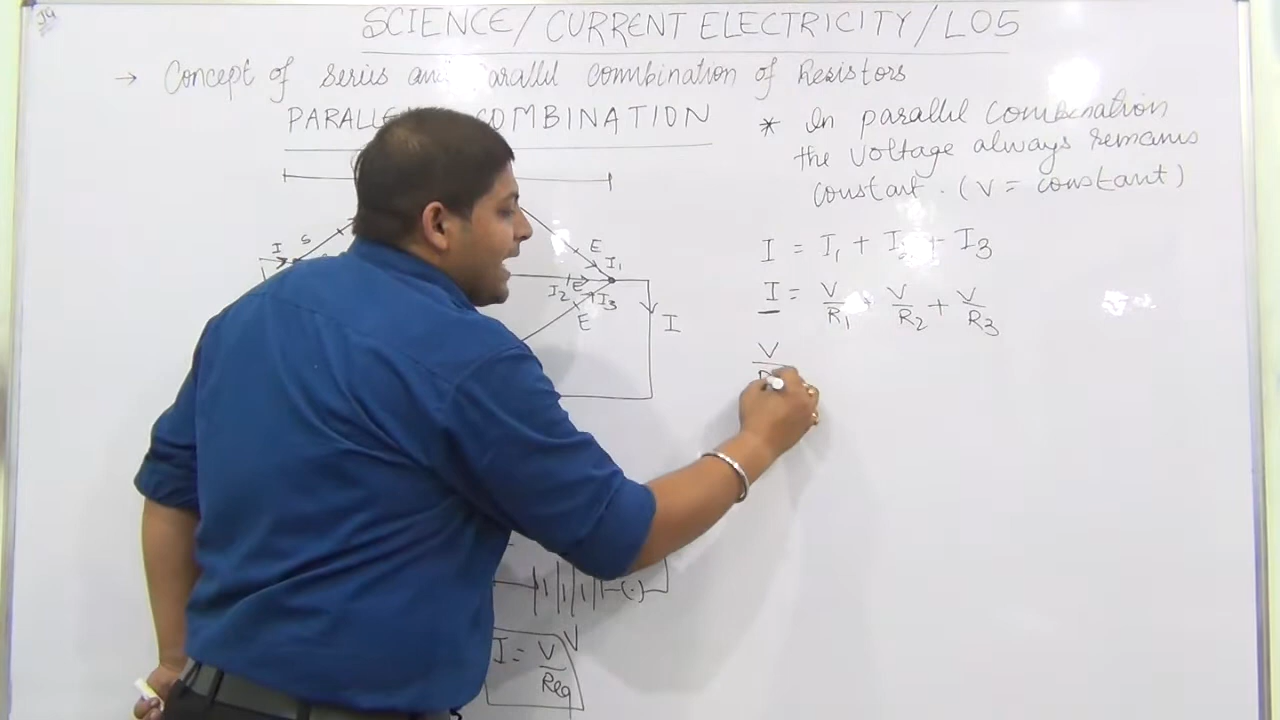 SCIENCE/ CURRENT ELECTRICITY/ L05
→ Concept of series and parallel combination of Resistors
PARALLEL COMBINATION
* In parallel combination
the voltage always remains
constant. (V = constant)
I = I₁ + I₂ + I₃
I = V/R₁ + V/R₂ + V/R₃
V
I
S
E
I₁
I₂
E
I₃
E
I
V
I = V/Req